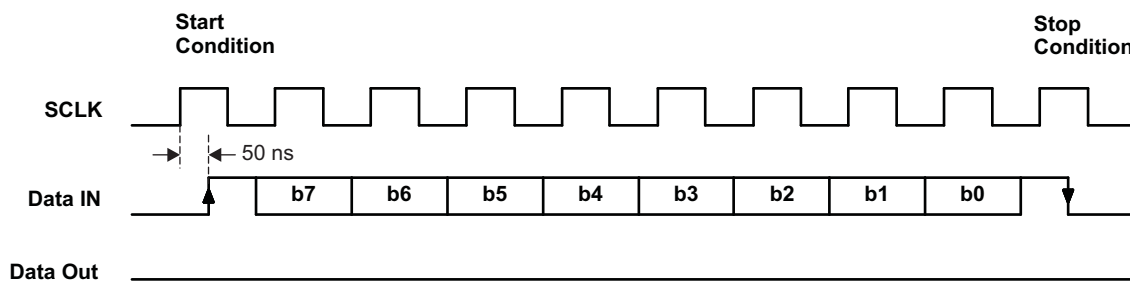 Start
Condition
Stop
Condition
SCLK
50 ns
Data IN
b7 b6 b5 b4 b3 b2 b1 b0
Data Out